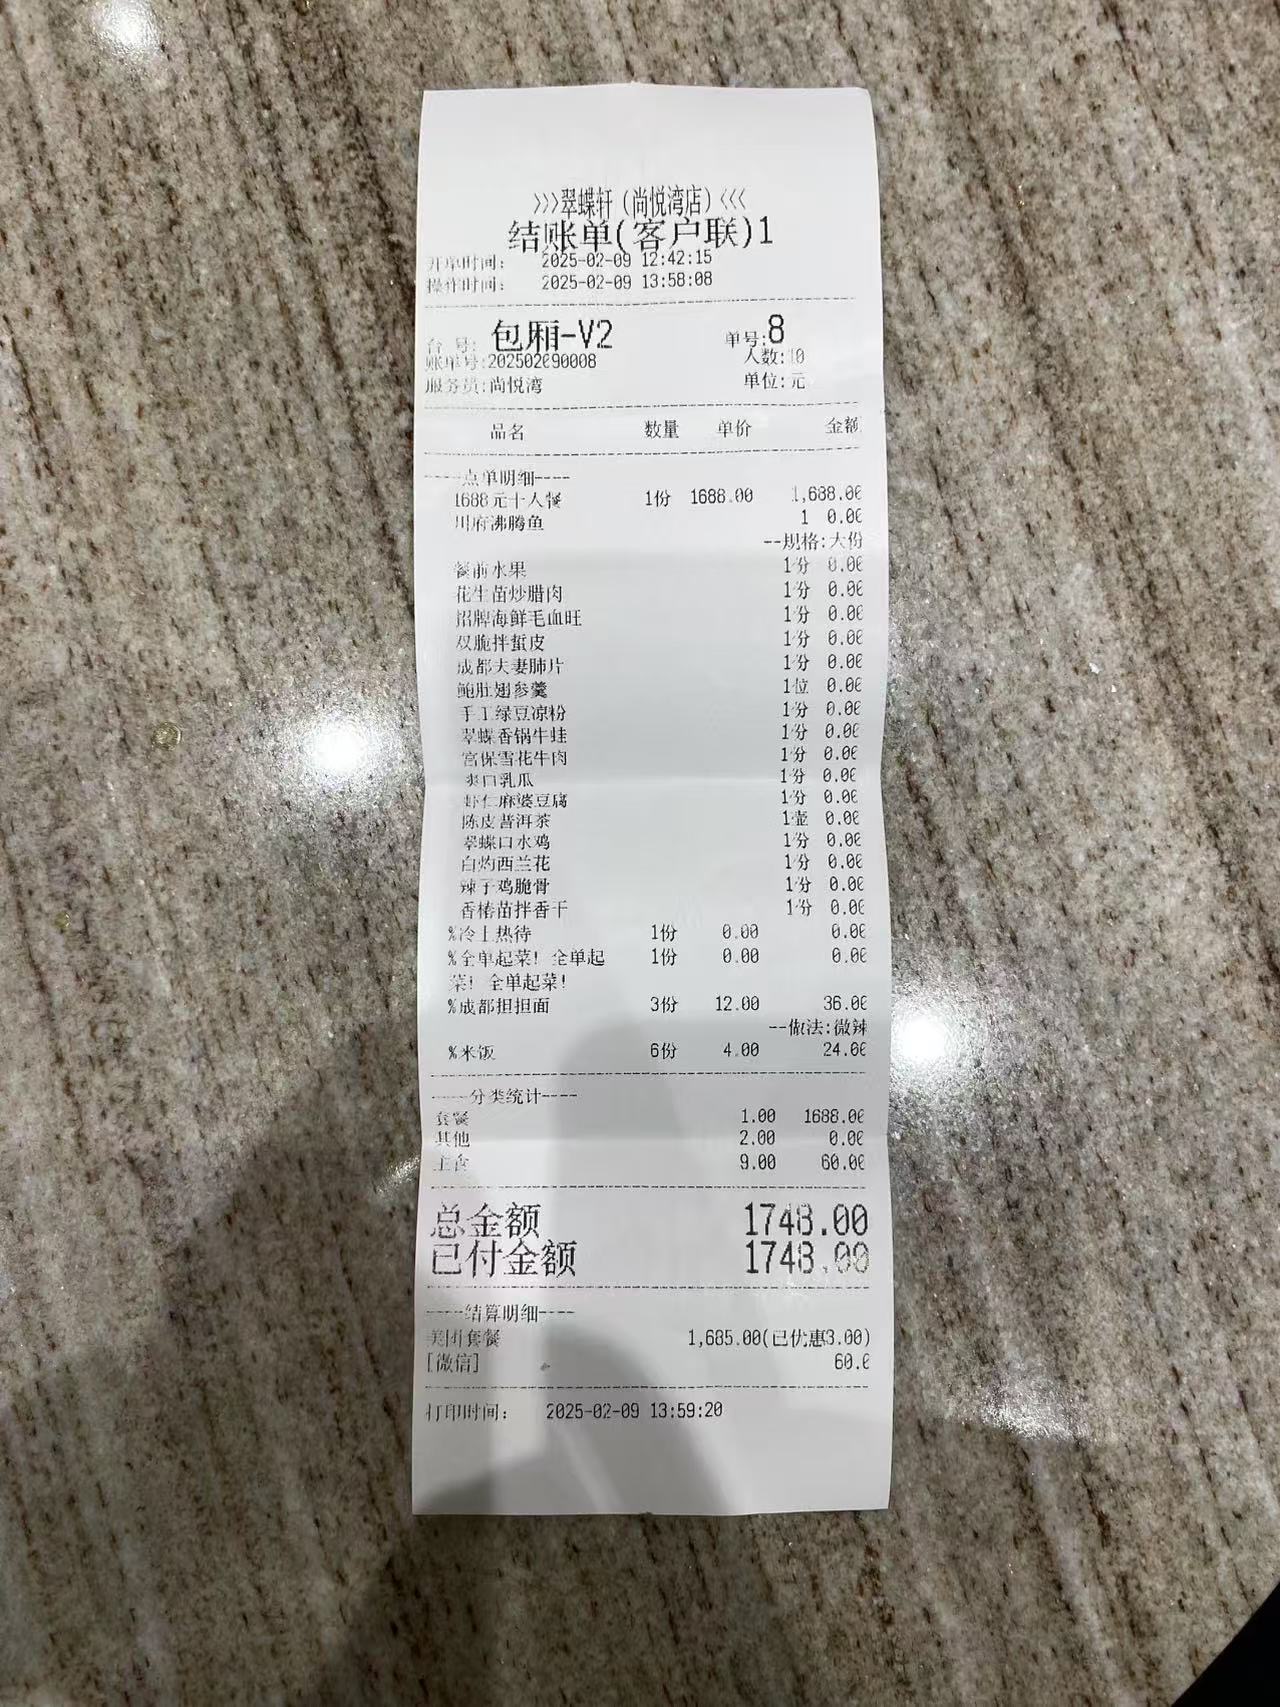 >>>翠蝶轩(尚悦湾店)<<<
结账单(客户联)1
开单时间: 2025-02-09 12:42:15
操作时间: 2025-02-09 13:58:08
台 号: 包厢-V2 单号:8
账单号:202502090008 人数:10
服务员:尚悦湾 单位:元
品名 数量 单价 金额
----点单明细----
1688元十人餐 1份 1688.00 1,688.00
川府沸腾鱼 1 0.00
--规格:大份
餐前水果 1份 0.00
花生苗炒腊肉 1份 0.00
招牌海鲜毛血旺 1份 0.00
双脆拌蜇皮 1份 0.00
成都夫妻肺片 1份 0.00
鲍肚翅参羹 1位 0.00
手工绿豆凉粉 1份 0.00
翠蝶香锅牛蛙 1份 0.00
宫保雪花牛肉 1份 0.00
爽口乳瓜 1份 0.00
虾仁麻婆豆腐 1份 0.00
陈皮普洱茶 1壶 0.00
翠蝶口水鸡 1份 0.00
白灼西兰花 1份 0.00
辣子鸡脆骨 1份 0.00
香椿苗拌香干 1份 0.00
%冷上热待 1份 0.00 0.00
%全单起菜! 全单起 1份 0.00 0.00
菜! 全单起菜!
%成都担担面 3份 12.00 36.00
--做法:微辣
%米饭 6份 4.00 24.00
----分类统计----
套餐 1.00 1688.00
其他 2.00 0.00
主食 9.00 60.00
总金额 1748.00
已付金额 1748.00
----结算明细----
美团套餐 1,685.00(已优惠3.00)
[微信] 60.0
打印时间: 2025-02-09 13:59:20